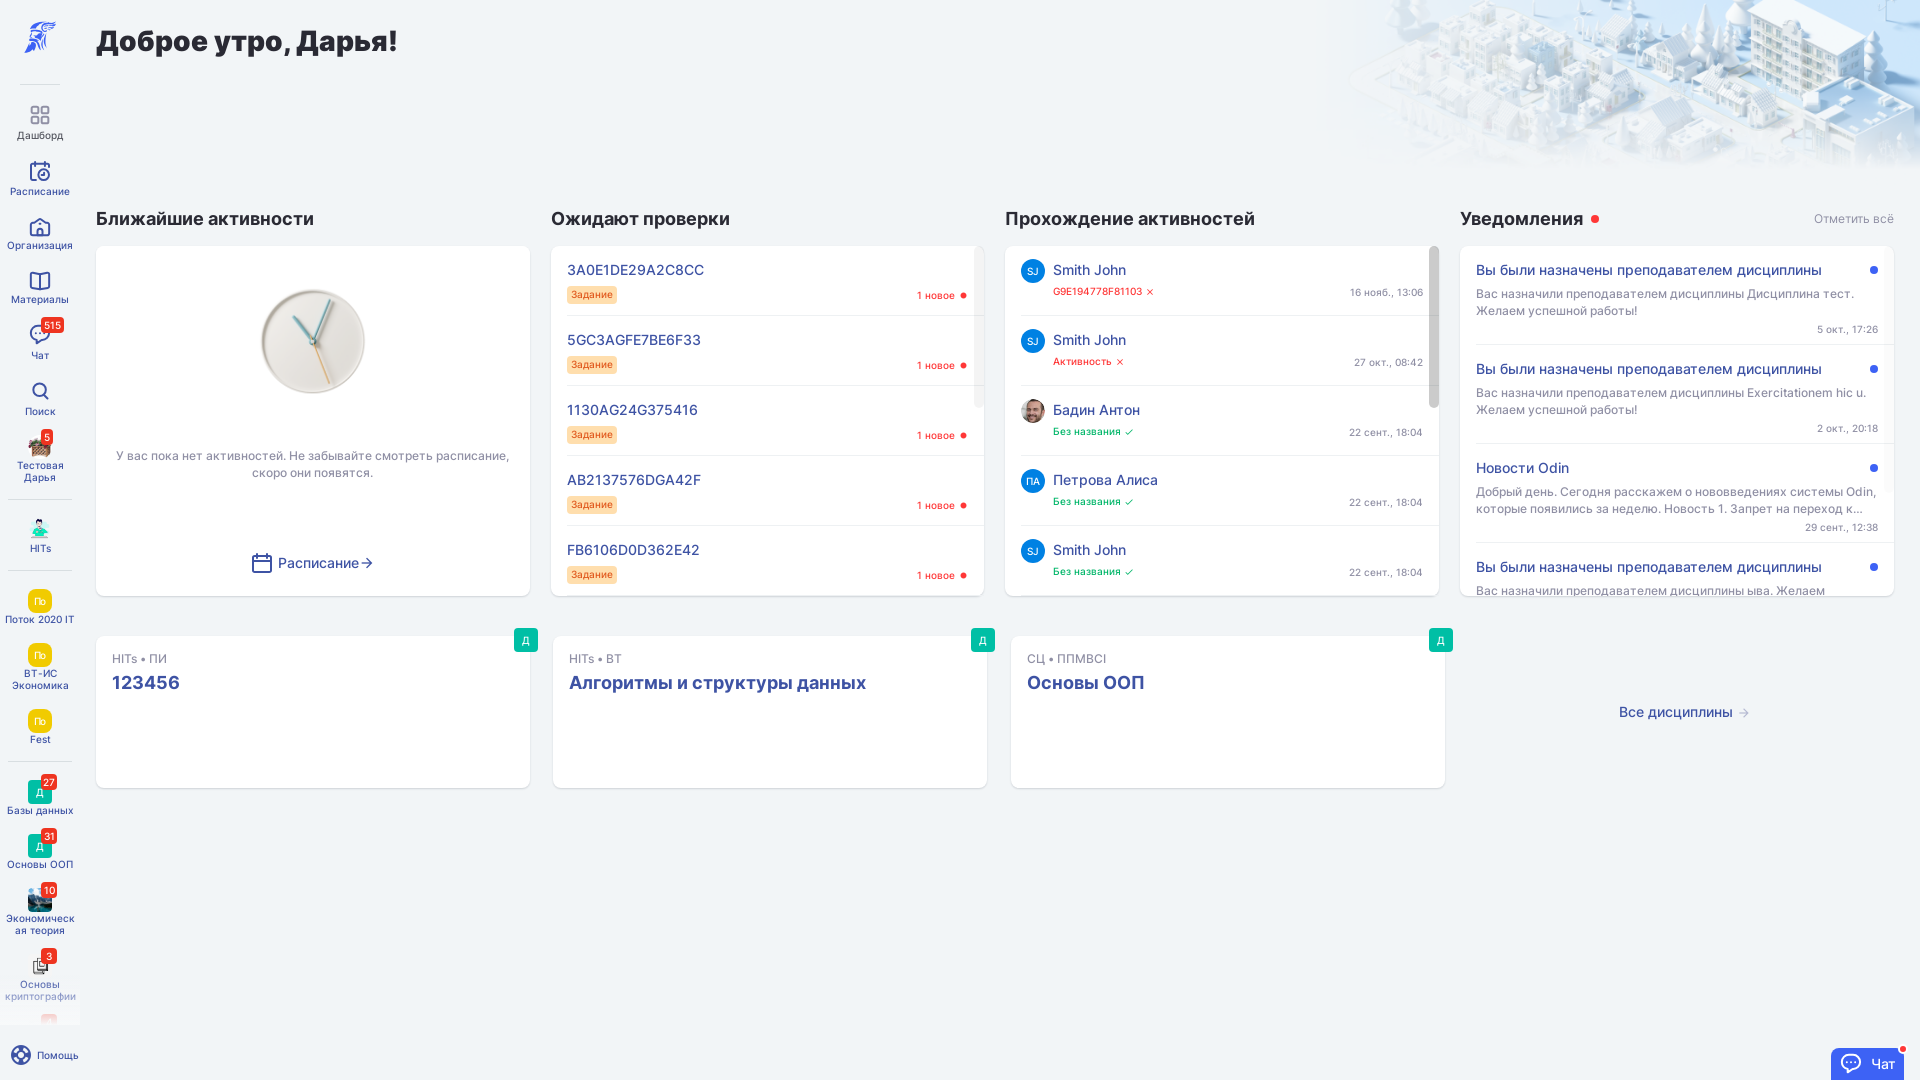 Доброе утро, Дарья!
Дашборд
Расписание
Организация
Материалы
515
Чат
Поиск
5
Тестовая
Дарья
HITs
По
Поток 2020 IT
По
ВТ-ИС
Экономика
По
Fest
27
Д
Базы данных
31
Д
Основы ООП
10
Экономическ
ая теория
3
Основы
криптографии
Помощь
Ближайшие активности
У вас пока нет активностей. Не забывайте смотреть расписание,
скоро они появятся.
Расписание
Ожидают проверки
3A0E1DE29A2C8CC
Задание
1 новое
5GC3AGFE7BE6F33
Задание
1 новое
1130AG24G375416
Задание
1 новое
AB2137576DGA42F
Задание
1 новое
FB6106D0D362E42
Задание
1 новое
Прохождение активностей
SJ
Smith John
G9E194778F81103
16 нояб., 13:06
SJ
Smith John
Активность
27 окт., 08:42
Бадин Антон
Без названия
22 сент., 18:04
ПА
Петрова Алиса
Без названия
22 сент., 18:04
SJ
Smith John
Без названия
22 сент., 18:04
Уведомления
Отметить всё
Вы были назначены преподавателем дисциплины
Вас назначили преподавателем дисциплины Дисциплина тест.
Желаем успешной работы!
5 окт., 17:26
Вы были назначены преподавателем дисциплины
Вас назначили преподавателем дисциплины Exercitationem hic u.
Желаем успешной работы!
2 окт., 20:18
Новости Odin
Добрый день. Сегодня расскажем о нововведениях системы Odin,
которые появились за неделю. Новость 1. Запрет на переход к...
29 сент., 12:38
Вы были назначены преподавателем дисциплины
Вас назначили преподавателем дисциплины ыва. Желаем
Д
HITs • ПИ
123456
Д
HITs • ВТ
Алгоритмы и структуры данных
Д
СЦ • ППМВСI
Основы ООП
Все дисциплины
Чат